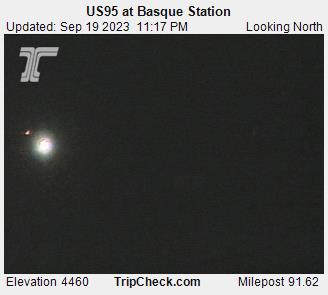 US95 at Basque Station
Updated: Sep 19 2023 11:17 PM Looking North
Elevation 4460 TripCheck.com Milepost 91.62